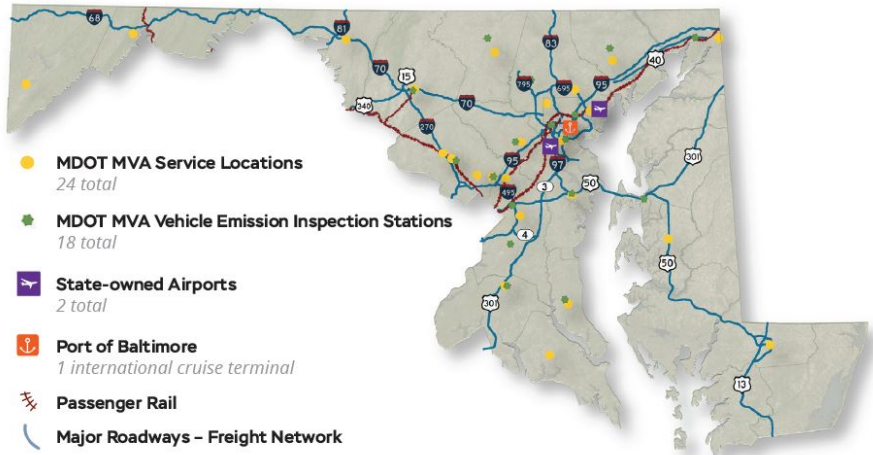 68
81
83
70
15
795
695
95
40
340
70
270
301
95
97
495
3
50
4
50
301
13
MDOT MVA Service Locations
24 total
MDOT MVA Vehicle Emission Inspection Stations
18 total
State-owned Airports
2 total
Port of Baltimore
1 international cruise terminal
Passenger Rail
Major Roadways – Freight Network